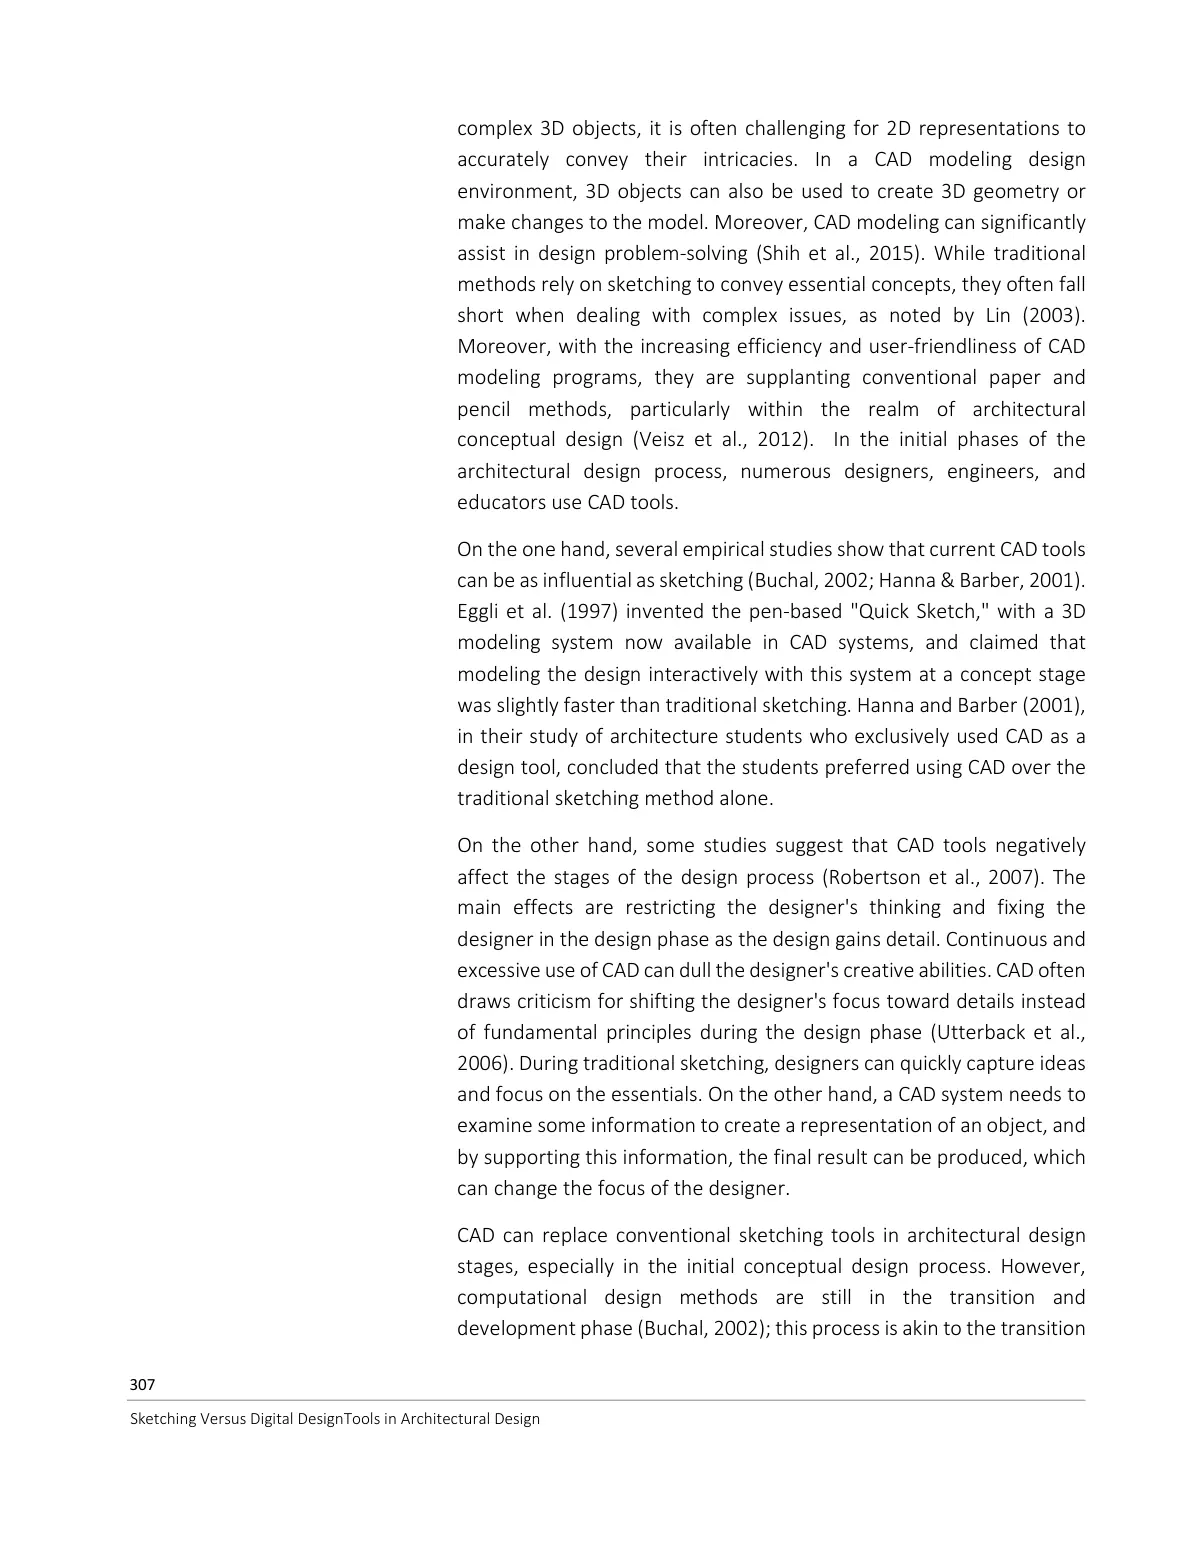 complex 3D objects, it is often challenging for 2D representations to
accurately convey their intricacies. In a CAD modeling design
environment, 3D objects can also be used to create 3D geometry or
make changes to the model. Moreover, CAD modeling can significantly
assist in design problem-solving (Shih et al., 2015). While traditional
methods rely on sketching to convey essential concepts, they often fall
short when dealing with complex issues, as noted by Lin (2003).
Moreover, with the increasing efficiency and user-friendliness of CAD
modeling programs, they are supplanting conventional paper and
pencil methods, particularly within the realm of architectural
conceptual design (Veisz et al., 2012).  In the initial phases of the
architectural design process, numerous designers, engineers, and
educators use CAD tools.
On the one hand, several empirical studies show that current CAD tools
can be as influential as sketching (Buchal, 2002; Hanna & Barber, 2001).
Eggli et al. (1997) invented the pen-based "Quick Sketch," with a 3D
modeling system now available in CAD systems, and claimed that
modeling the design interactively with this system at a concept stage
was slightly faster than traditional sketching. Hanna and Barber (2001),
in their study of architecture students who exclusively used CAD as a
design tool, concluded that the students preferred using CAD over the
traditional sketching method alone.
On the other hand, some studies suggest that CAD tools negatively
affect the stages of the design process (Robertson et al., 2007). The
main effects are restricting the designer's thinking and fixing the
designer in the design phase as the design gains detail. Continuous and
excessive use of CAD can dull the designer's creative abilities. CAD often
draws criticism for shifting the designer's focus toward details instead
of fundamental principles during the design phase (Utterback et al.,
2006). During traditional sketching, designers can quickly capture ideas
and focus on the essentials. On the other hand, a CAD system needs to
examine some information to create a representation of an object, and
by supporting this information, the final result can be produced, which
can change the focus of the designer.
CAD can replace conventional sketching tools in architectural design
stages, especially in the initial conceptual design process. However,
computational design methods are still in the transition and
development phase (Buchal, 2002); this process is akin to the transition
307
Sketching Versus Digital DesignTools in Architectural Design